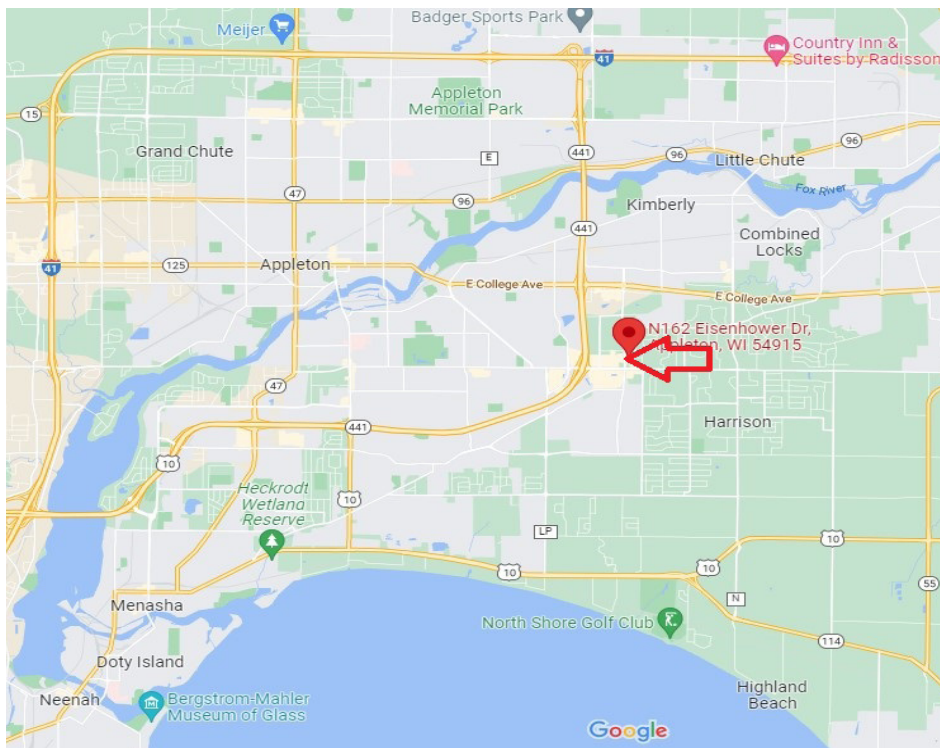 Badger Sports Park
Meijer
41
Country Inn &
Suites by Radisson
Appleton
Memorial Park
15
Grand Chute
E
441
96
96
Little Chute
47
96
Fox River
Kimberly
441
Combined
Locks
41
125
Appleton
E College Ave
E College Ave
N162 Eisenhower Dr,
Appleton, WI 54915
47
Harrison
441
10
Heckrodt
Wetland
Reserve
10
LP
10
10
10
55
N
Menasha
North Shore Golf Club
114
Doty Island
Neenah
Bergstrom-Mahler
Museum of Glass
Highland
Beach
Google